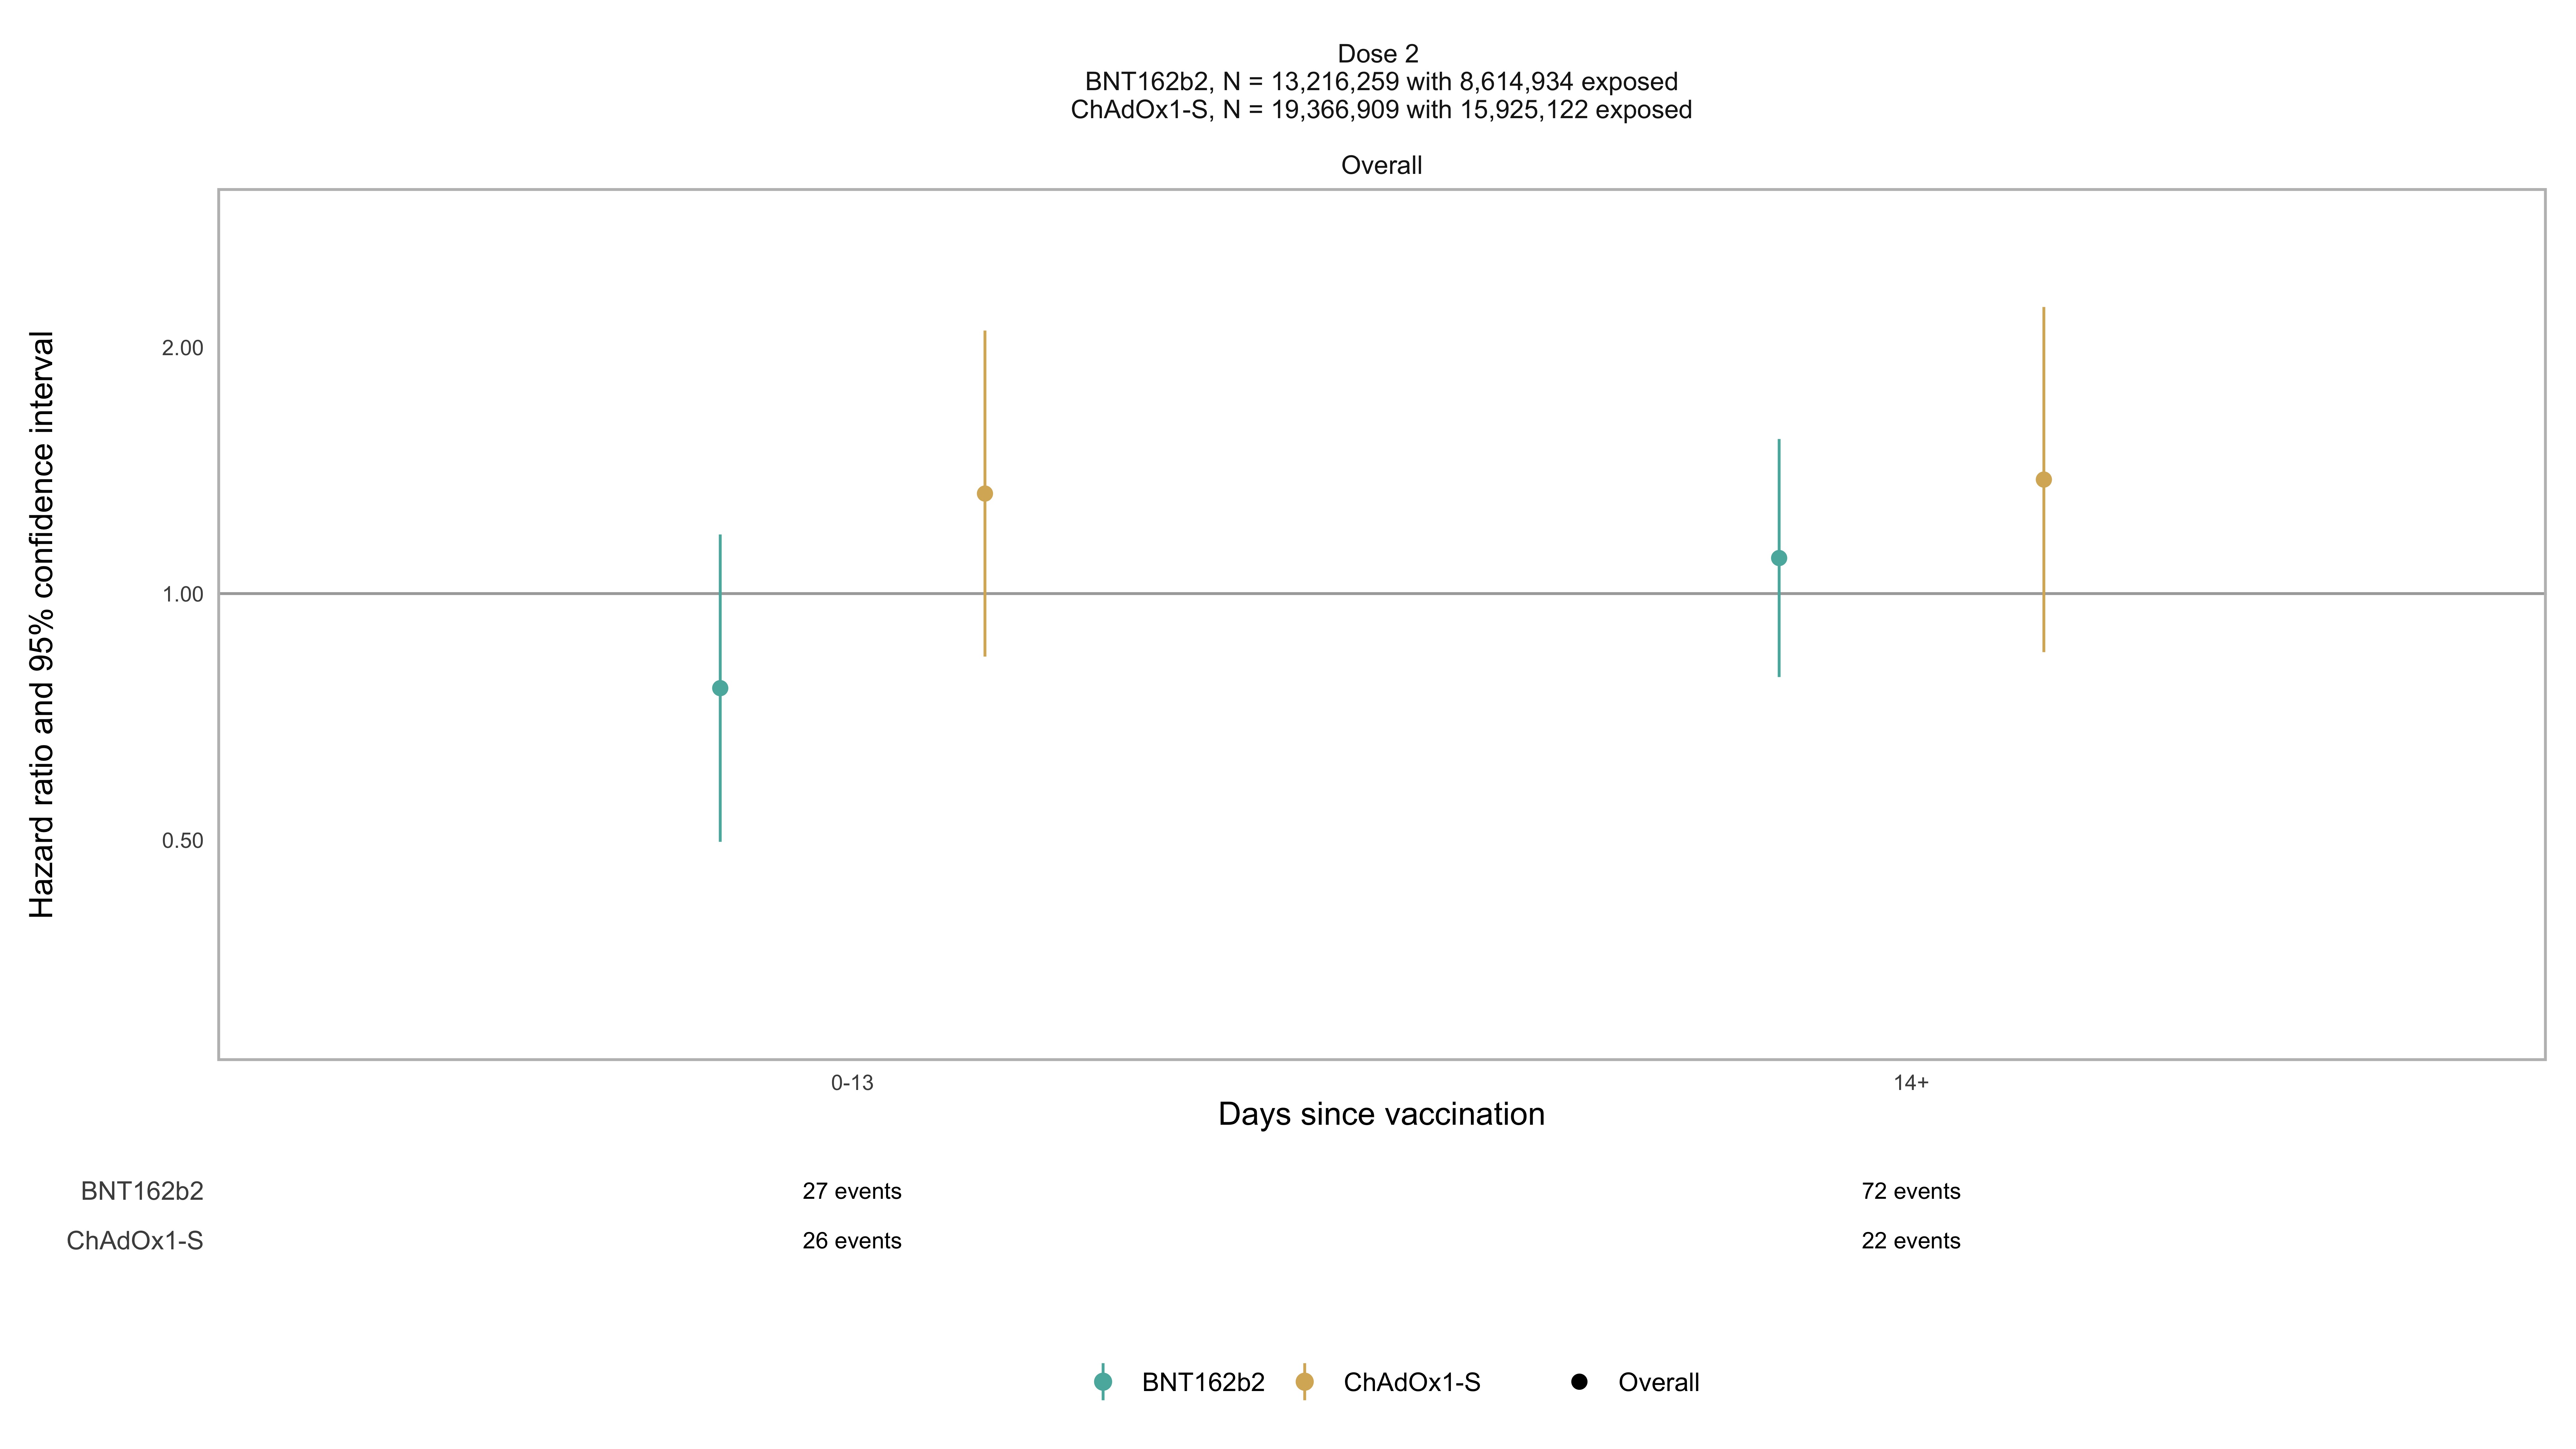 Dose 2
BNT162b2, N = 13,216,259 with 8,614,934 exposed
ChAdOx1-S, N = 19,366,909 with 15,925,122 exposed
Overall
Hazard ratio and 95% confidence interval
2.00
1.00
0.50
0-13
14+
Days since vaccination
BNT162b2 27 events 72 events
ChAdOx1-S 26 events 22 events
BNT162b2 ChAdOx1-S Overall